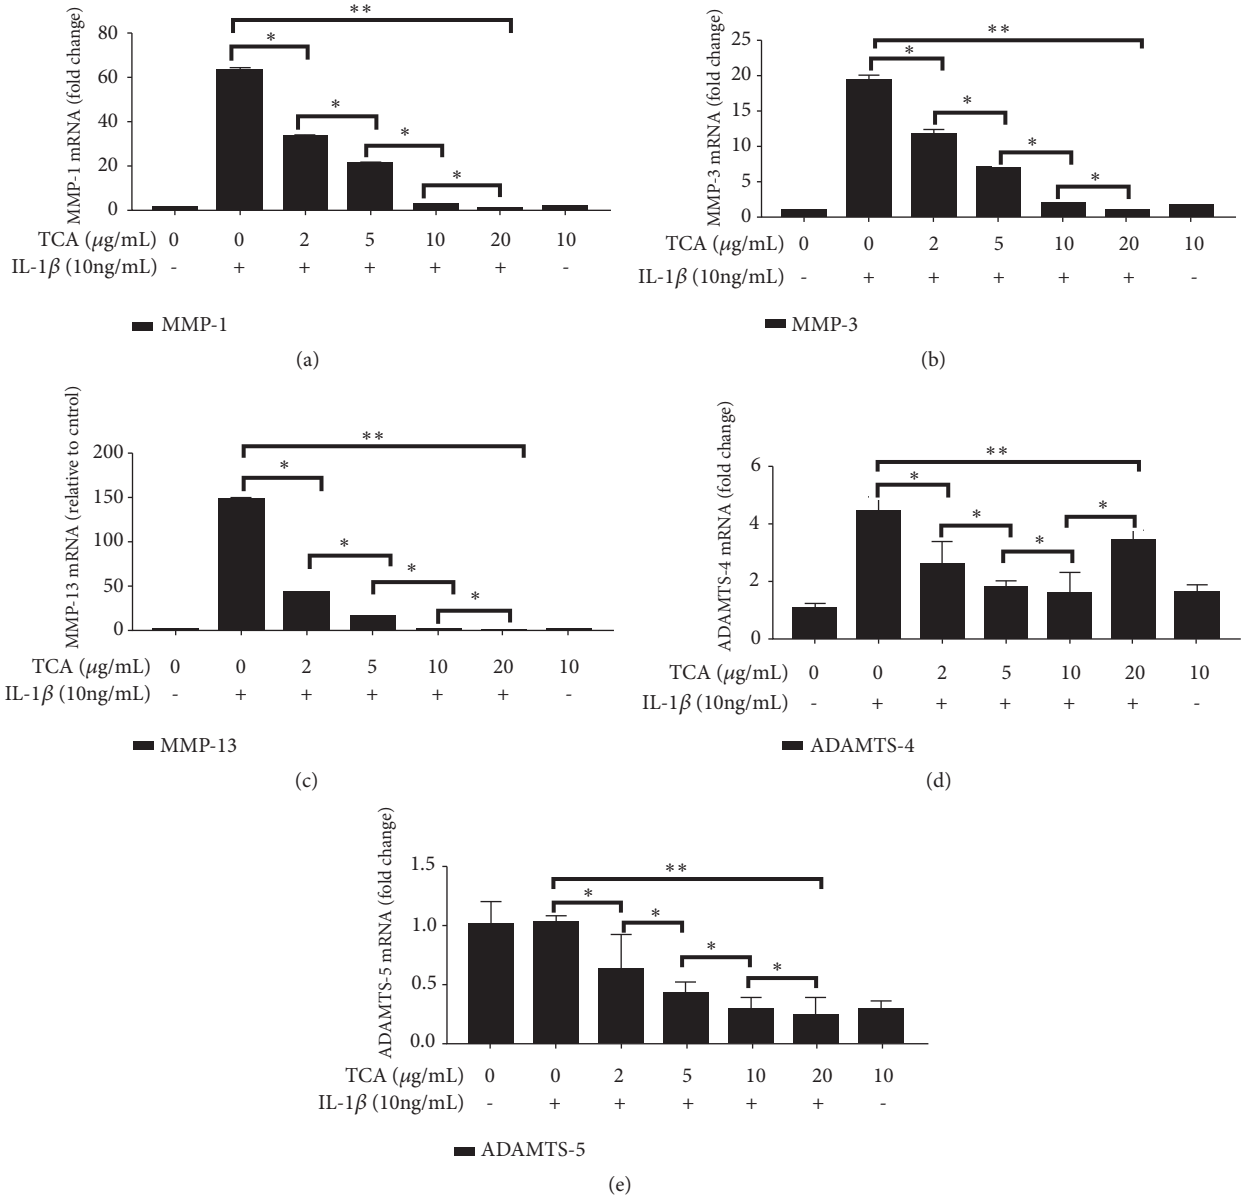 MMP-1 mRNA (fold change)
80
60
40
20
0
**
*
*
*
*
TCA (μg/mL) 0 0 2 5 10 20 10
IL-1β (10ng/mL) - + + + + + -
MMP-1
(a)
MMP-3 mRNA (fold change)
25
20
15
10
5
0
**
*
*
*
*
TCA (μg/mL) 0 0 2 5 10 20 10
IL-1β (10ng/mL) - + + + + + -
MMP-3
(b)
MMP-13 mRNA (relative to cntrol)
200
150
100
50
0
**
*
*
*
*
TCA (μg/mL) 0 0 2 5 10 20 10
IL-1β (10ng/mL) - + + + + + -
MMP-13
(c)
ADAMTS-4 mRNA (fold change)
6
4
2
0
**
*
*
*
*
TCA (μg/mL) 0 0 2 5 10 20 10
IL-1β (10ng/mL) - + + + + + -
ADAMTS-4
(d)
ADAMTS-5 mRNA (fold change)
1.5
1.0
0.5
0.0
**
*
*
*
*
TCA (μg/mL) 0 0 2 5 10 20 10
IL-1β (10ng/mL) - + + + + + -
ADAMTS-5
(e)